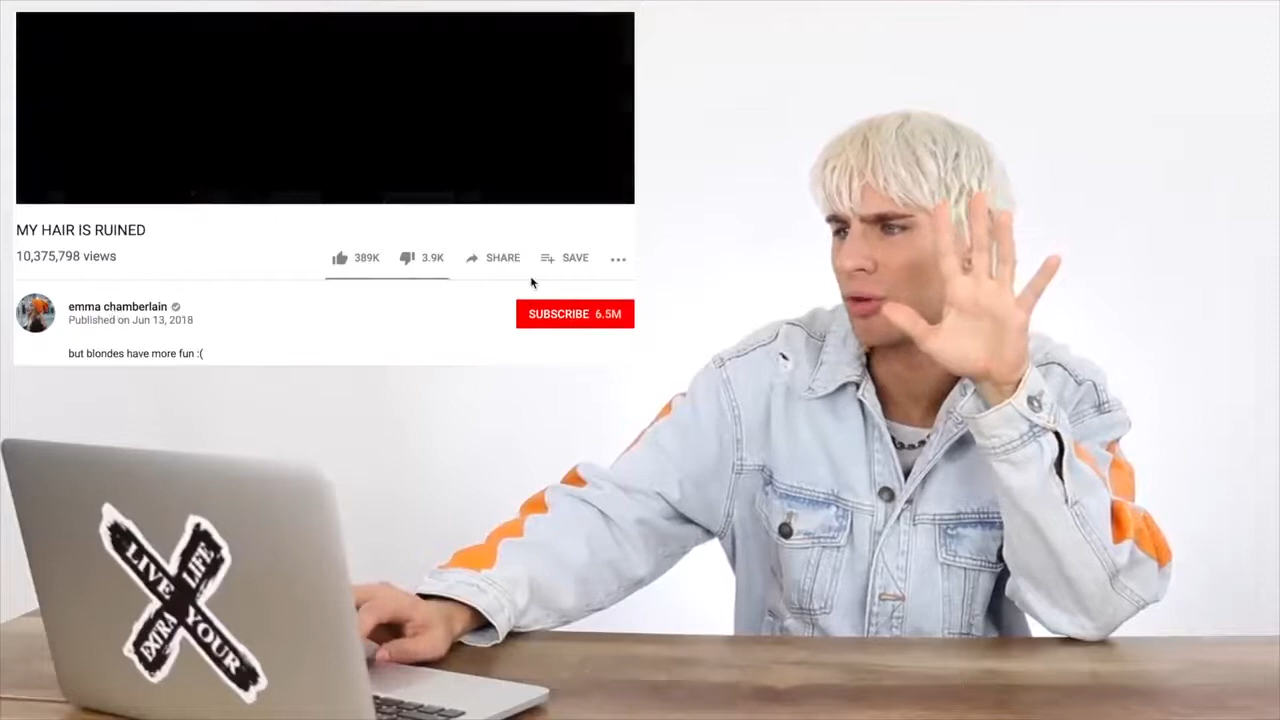 MY HAIR IS RUINED
10,375,798 views
389K
3.9K
SHARE
SAVE
emma chamberlain
Published on Jun 13, 2018
SUBSCRIBE 6.5M
but blondes have more fun :(
LIVE LIFE
EXTRA YOUR